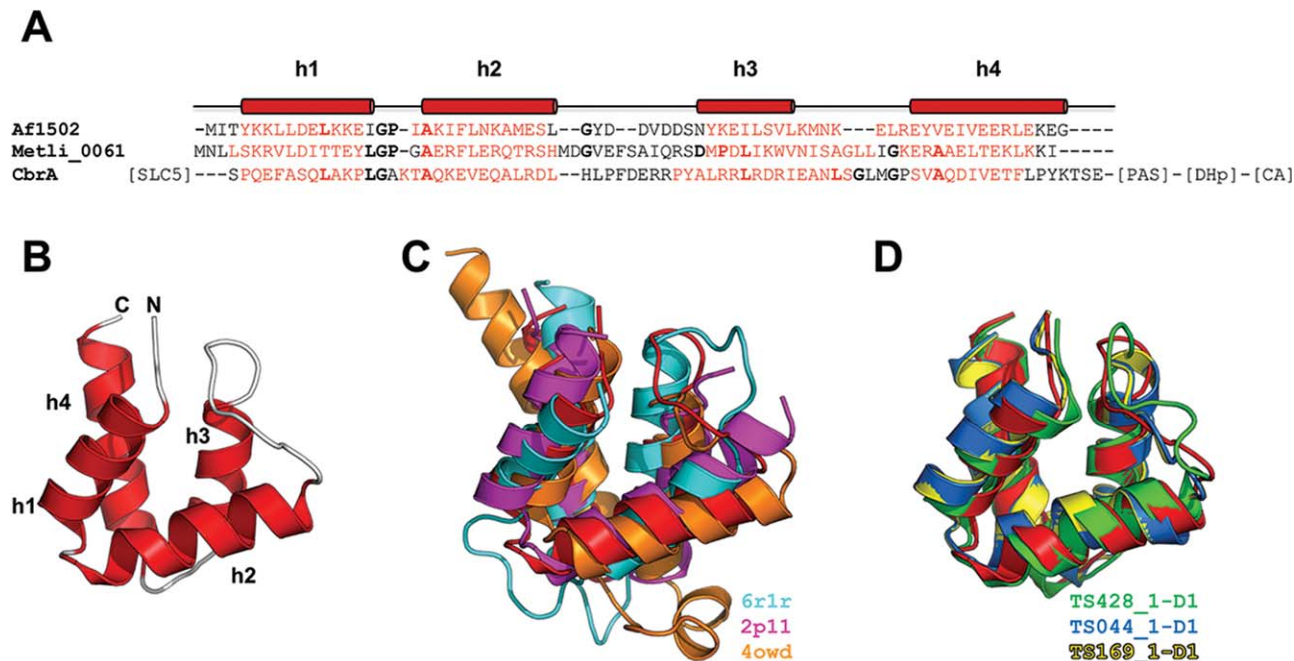 A
h1 h2 h3 h4
Af1502 -MITYKKLLDELKKEIGP-IAKIFLNKAMESL--GYD--DVDDSNYKEILSVLKMNK---ELREYVEIVEERLEKEG-----
Metli_0061 MNLLSKRVLDITTEYLGP-GAERFLERQTRSHMDGVEFSAIQRSDMPDLIKWVNISAGLLIGKERAAELTEKLKKI-----
CbrA [SLC5]---SPQEFASQLAKPLGAKTAQKEVEQALRDL--HLPFDERRPYALRRLRDRIEANLSGLMGPSVAQDIVETFLPYKTSE-[PAS]-[DHp]-[CA]
B
C N
h4
h3
h1
h2
C
6r1r
2p11
4owd
D
TS428_1-D1
TS044_1-D1
TS169_1-D1